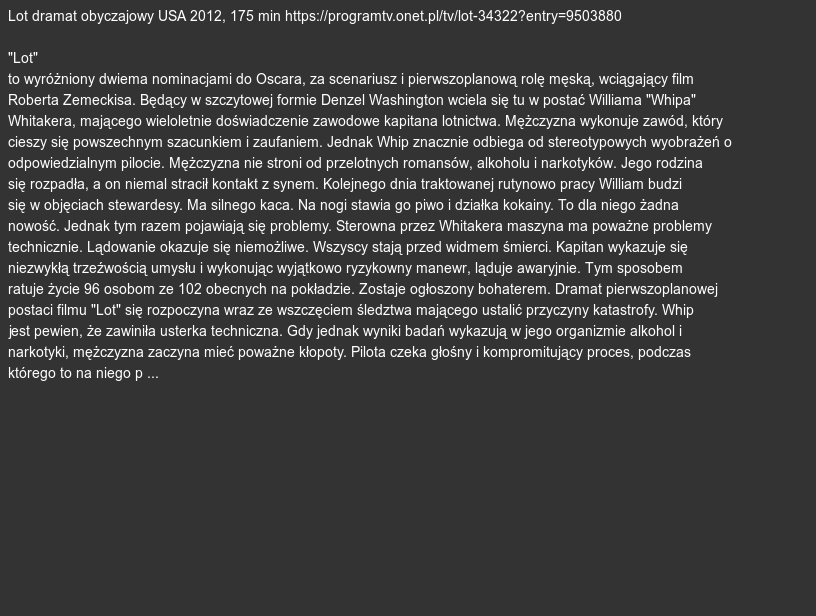 Lot dramat obyczajowy USA 2012, 175 min https://programtv.onet.pl/tv/lot-34322?entry=9503880
"Lot"
to wyróżniony dwiema nominacjami do Oscara, za scenariusz i pierwszoplanową rolę męską, wciągający film
Roberta Zemeckisa. Będący w szczytowej formie Denzel Washington wciela się tu w postać Williama "Whipa"
Whitakera, mającego wieloletnie doświadczenie zawodowe kapitana lotnictwa. Mężczyzna wykonuje zawód, który
cieszy się powszechnym szacunkiem i zaufaniem. Jednak Whip znacznie odbiega od stereotypowych wyobrażeń o
odpowiedzialnym pilocie. Mężczyzna nie stroni od przelotnych romansów, alkoholu i narkotyków. Jego rodzina
się rozpadła, a on niemal stracił kontakt z synem. Kolejnego dnia traktowanej rutynowo pracy William budzi
się w objęciach stewardesy. Ma silnego kaca. Na nogi stawia go piwo i działka kokainy. To dla niego żadna
nowość. Jednak tym razem pojawiają się problemy. Sterowna przez Whitakera maszyna ma poważne problemy
technicznie. Lądowanie okazuje się niemożliwe. Wszyscy stają przed widmem śmierci. Kapitan wykazuje się
niezwykłą trzeźwością umysłu i wykonując wyjątkowo ryzykowny manewr, ląduje awaryjnie. Tym sposobem
ratuje życie 96 osobom ze 102 obecnych na pokładzie. Zostaje ogłoszony bohaterem. Dramat pierwszoplanowej
postaci filmu "Lot" się rozpoczyna wraz ze wszczęciem śledztwa mającego ustalić przyczyny katastrofy. Whip
jest pewien, że zawiniła usterka techniczna. Gdy jednak wyniki badań wykazują w jego organizmie alkohol i
narkotyki, mężczyzna zaczyna mieć poważne kłopoty. Pilota czeka głośny i kompromitujący proces, podczas
którego to na niego p ...